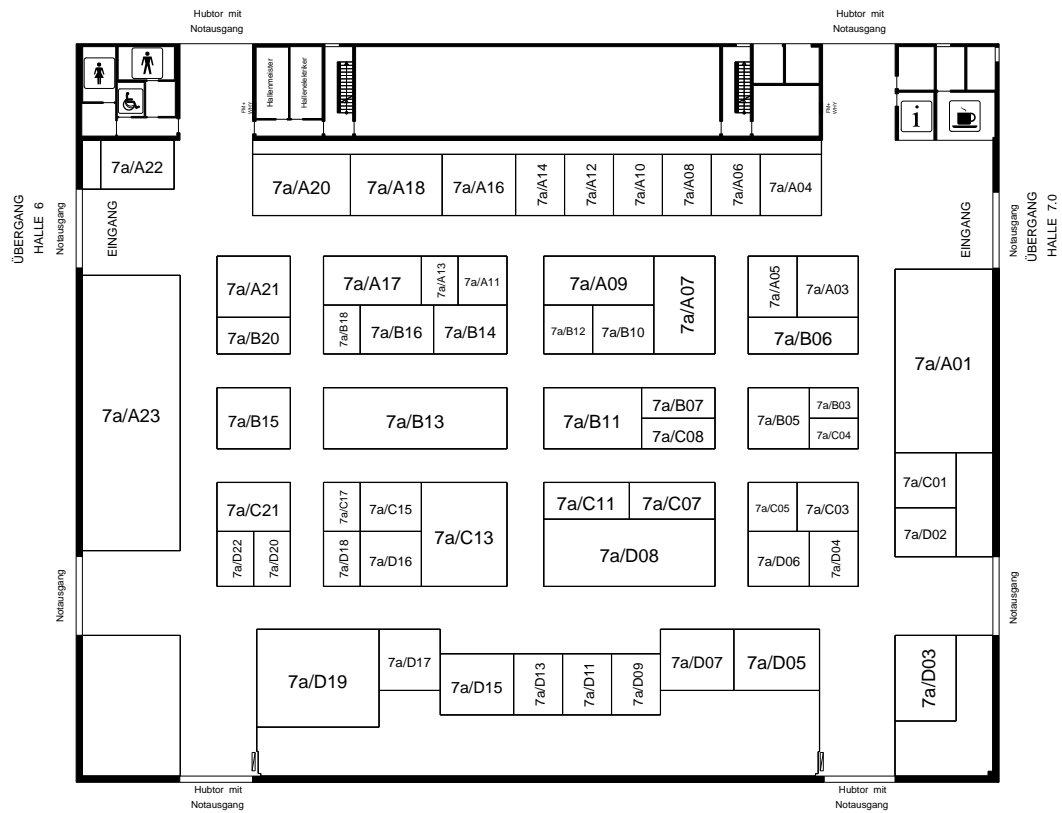 Hubtor mit
Notausgang
Hubtor mit
Notausgang
Hallenmeister
Hallenelektriker
FM+
WHY
FM+
WHY
i
7a/A22
7a/A20
7a/A18
7a/A16
7a/A14
7a/A12
7a/A10
7a/A08
7a/A06
7a/A04
ÜBERGANG
HALLE 6
Notausgang
EINGANG
EINGANG
Notausgang
ÜBERGANG
HALLE 7.0
7a/A21
7a/A17
7a/A13
7a/A11
7a/A09
7a/A07
7a/A05
7a/A03
7a/B20
7a/B18
7a/B16
7a/B14
7a/B12
7a/B10
7a/B06
7a/A01
7a/A23
7a/B15
7a/B13
7a/B11
7a/B07
7a/C08
7a/B05
7a/B03
7a/C04
7a/C21
7a/C17
7a/C15
7a/C13
7a/C11
7a/C07
7a/C05
7a/C03
7a/C01
7a/D22
7a/D20
7a/D18
7a/D16
7a/D08
7a/D06
7a/D04
7a/D02
Notausgang
Notausgang
7a/D19
7a/D17
7a/D15
7a/D13
7a/D11
7a/D09
7a/D07
7a/D05
7a/D03
Hubtor mit
Notausgang
Hubtor mit
Notausgang